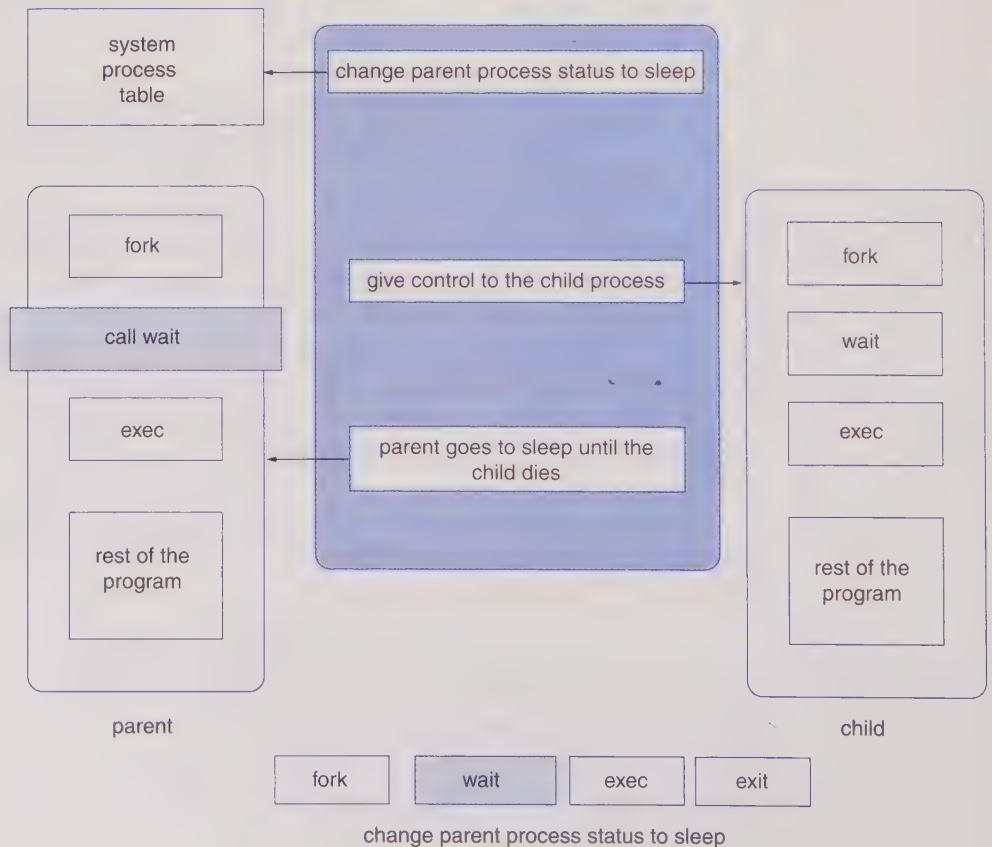 system
process
table
change parent process status to sleep
fork
call wait
exec
rest of the
program
parent
give control to the child process
parent goes to sleep until the
child dies
fork
wait
exec
rest of the
program
child
fork
wait
exec
exit
change parent process status to sleep